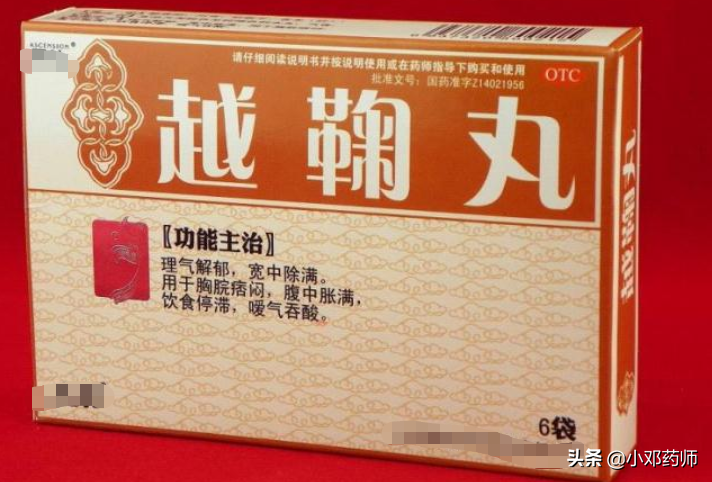 ASCENSION®
请仔细阅读说明书并按说明使用或在药师指导下购买和使用
批准文号：国药准字Z14021956
OTC
越鞠丸
〖功能主治〗
理气解郁，宽中除满。
用于胸脘痞闷，腹中胀满，
饮食停滞，嗳气吞酸。
6袋
越鞠丸
头条 @小邓药师